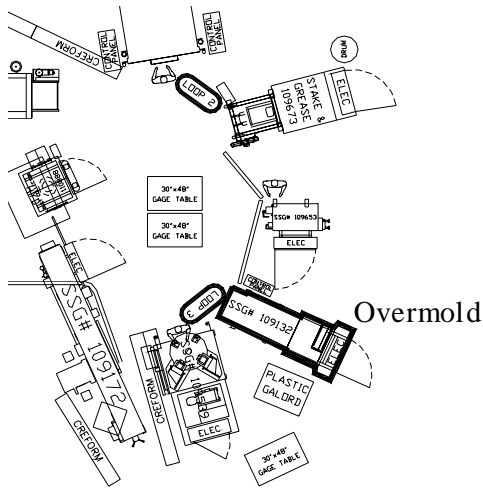 CREFORM
CONTROL
PANEL
CONTROL
PANEL
LOOP 2
DRUM
STAKE &
GREASE
109673
ELEC
30"x48"
GAGE TABLE
30"x48"
GAGE TABLE
SSG# 109653
ELEC
ELEC
CONTROL
PANEL
LOOP 3
SSG# 109132
ELEC
Overmold
SSG# 109172
CREFORM
CREFORM
ELEC
PLASTIC
GALORD
30"x48"
GAGE TABLE